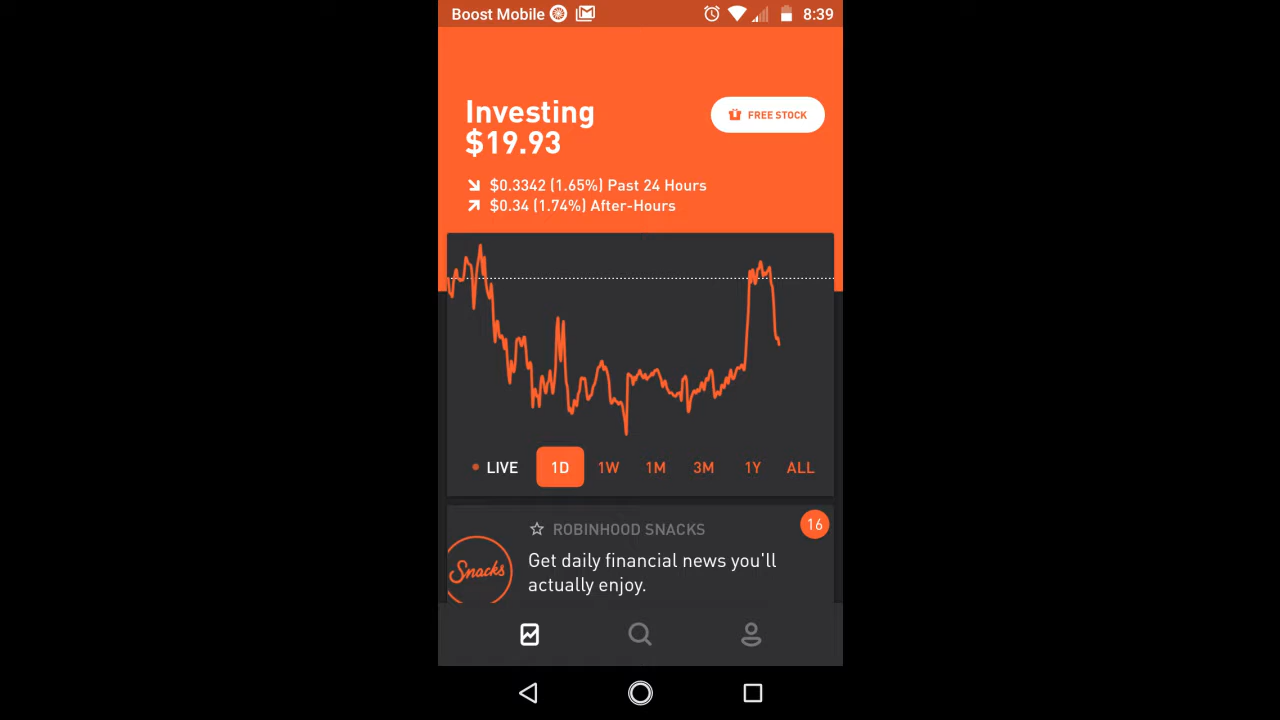 Boost Mobile 8:39
Investing
$19.93
FREE STOCK
$0.3342 (1.65%) Past 24 Hours
$0.34 (1.74%) After-Hours
LIVE 1D 1W 1M 3M 1Y ALL
ROBINHOOD SNACKS 16
Snacks
Get daily financial news you'll
actually enjoy.